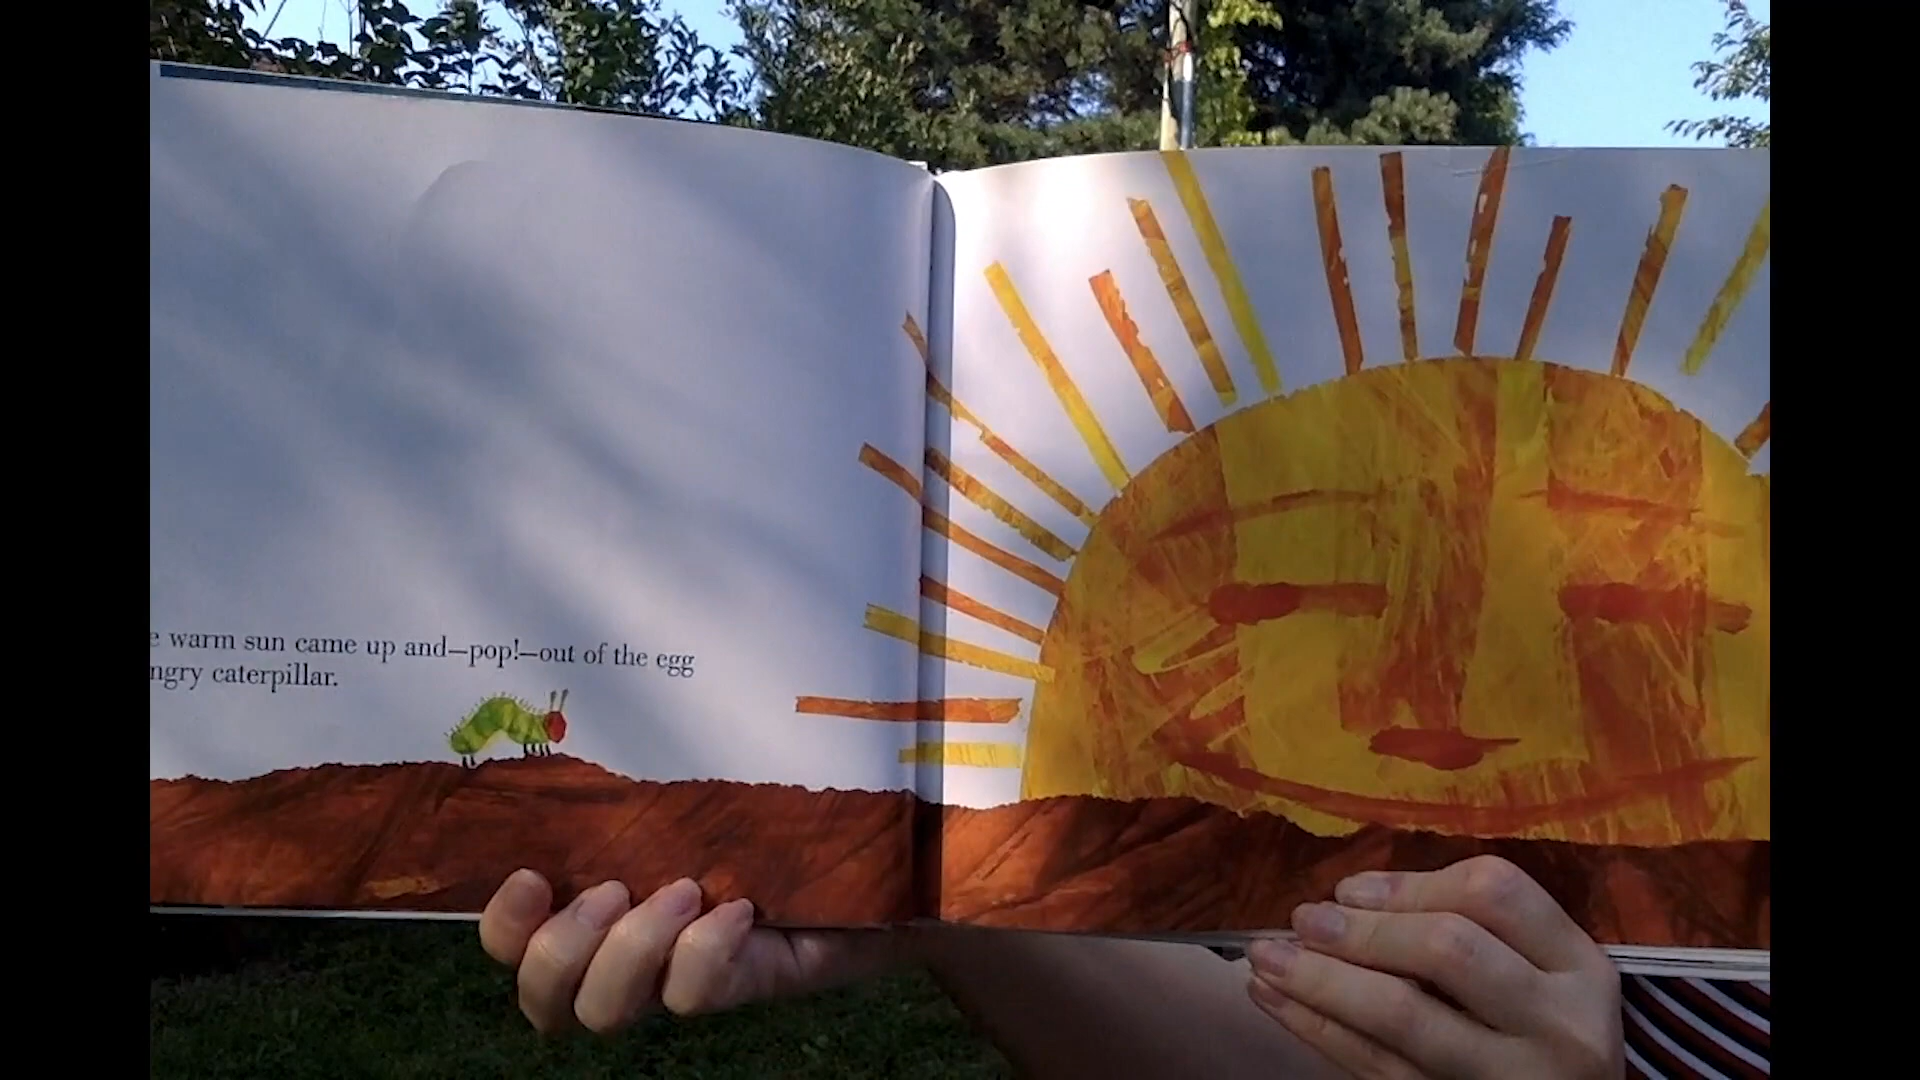 e warm sun came up and—pop!—out of the egg
ngry caterpillar.